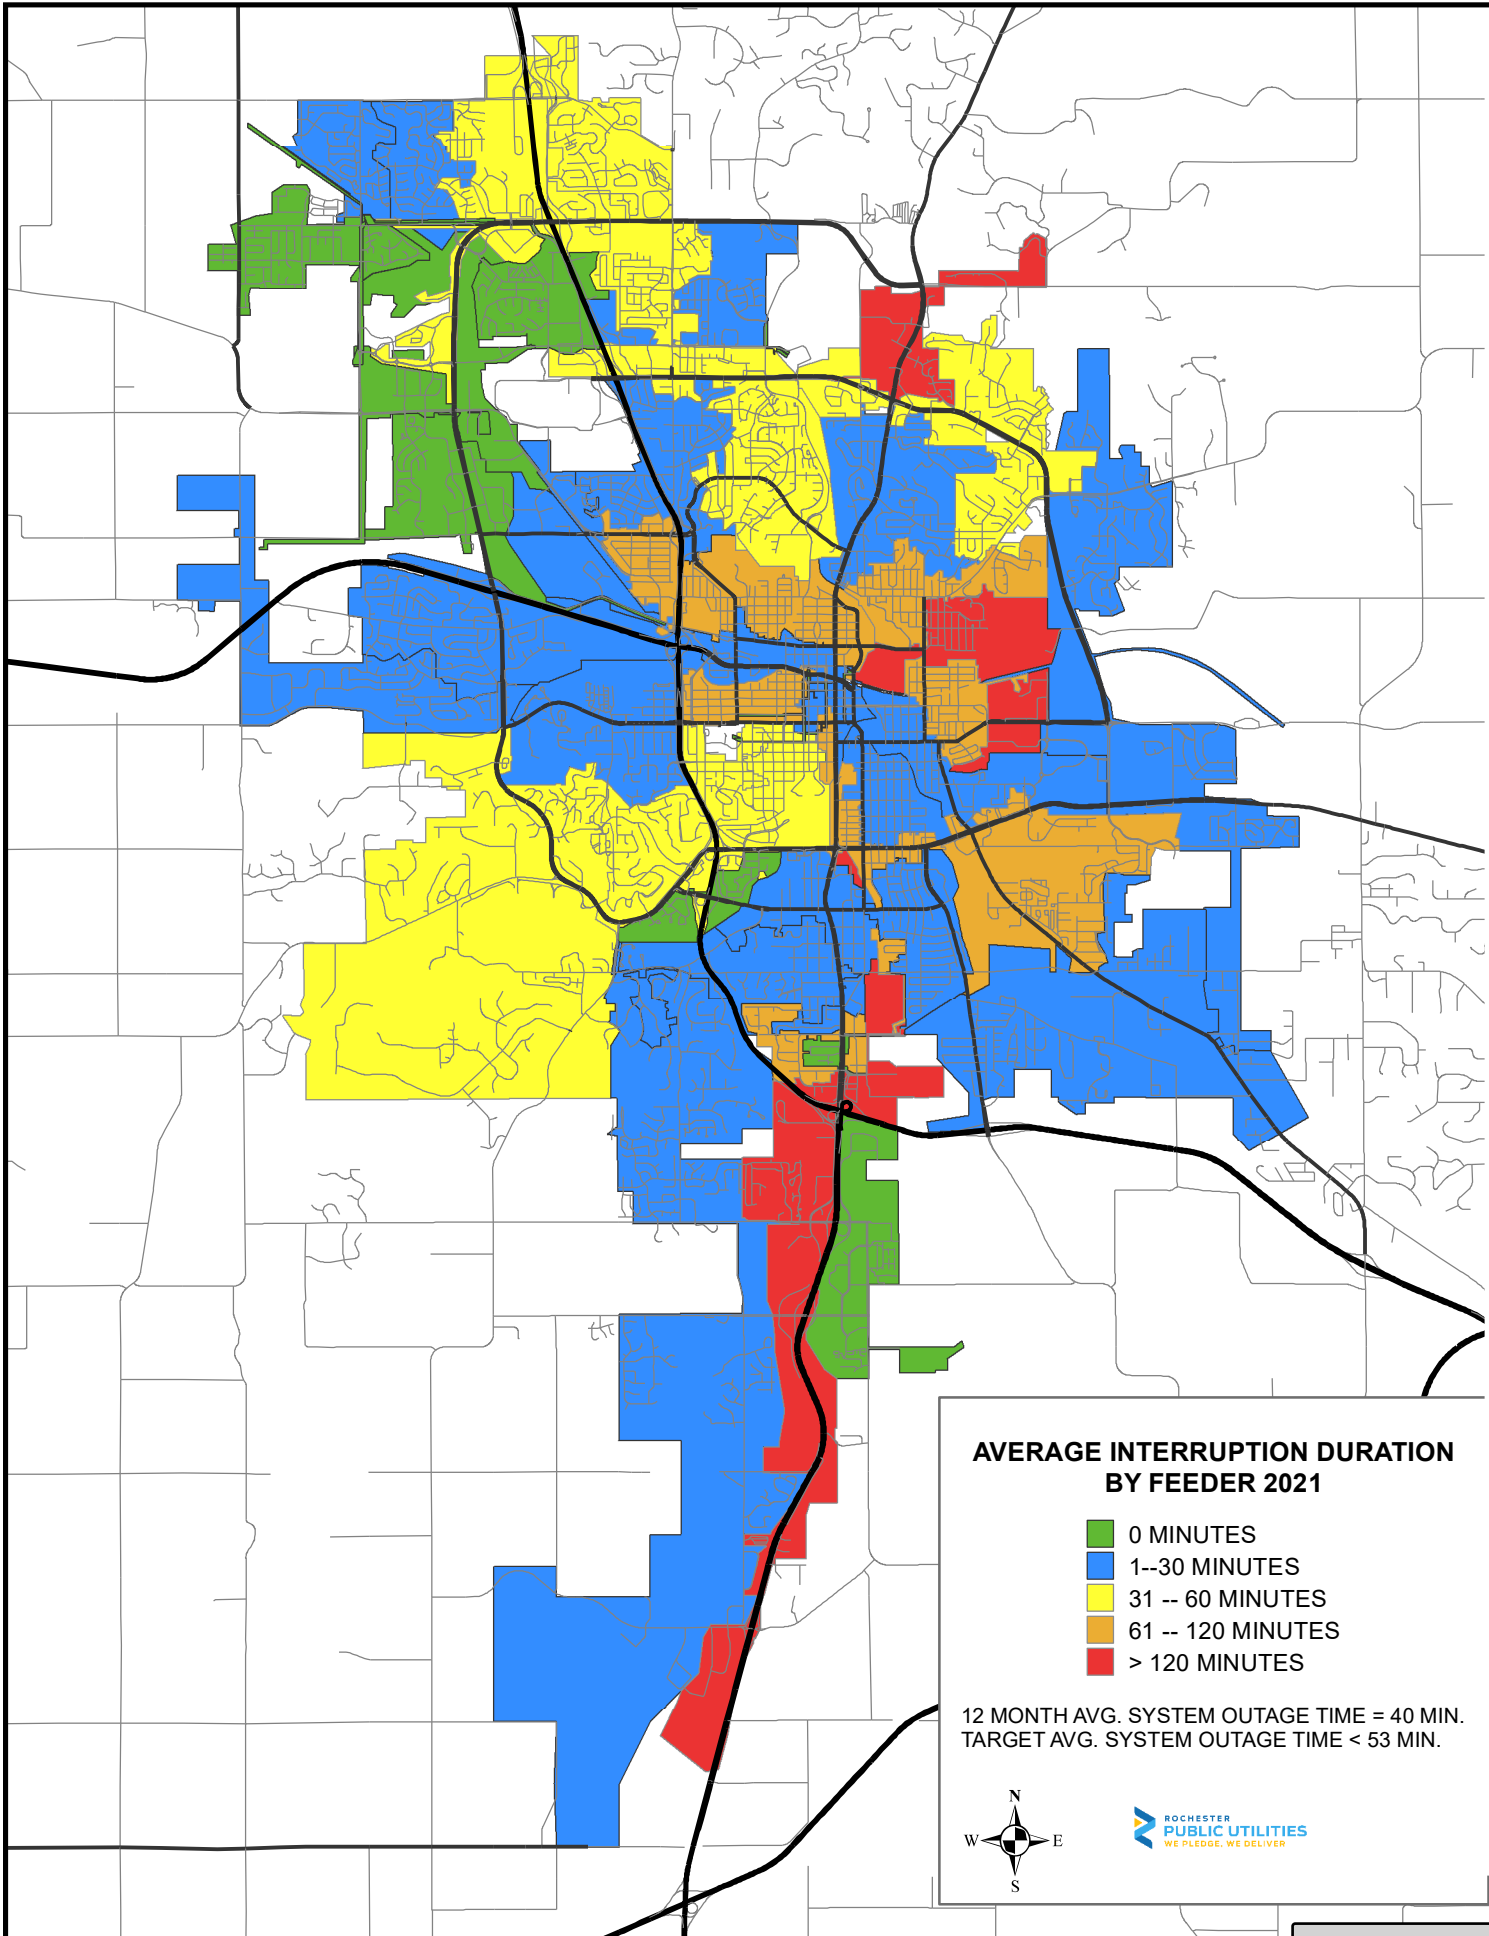 AVERAGE INTERRUPTION DURATION
BY FEEDER 2021
0 MINUTES
1--30 MINUTES
31 -- 60 MINUTES
61 -- 120 MINUTES
> 120 MINUTES
12 MONTH AVG. SYSTEM OUTAGE TIME = 40 MIN.
TARGET AVG. SYSTEM OUTAGE TIME < 53 MIN.
N
W E
S
ROCHESTER
PUBLIC UTILITIES
WE PLEDGE, WE DELIVER